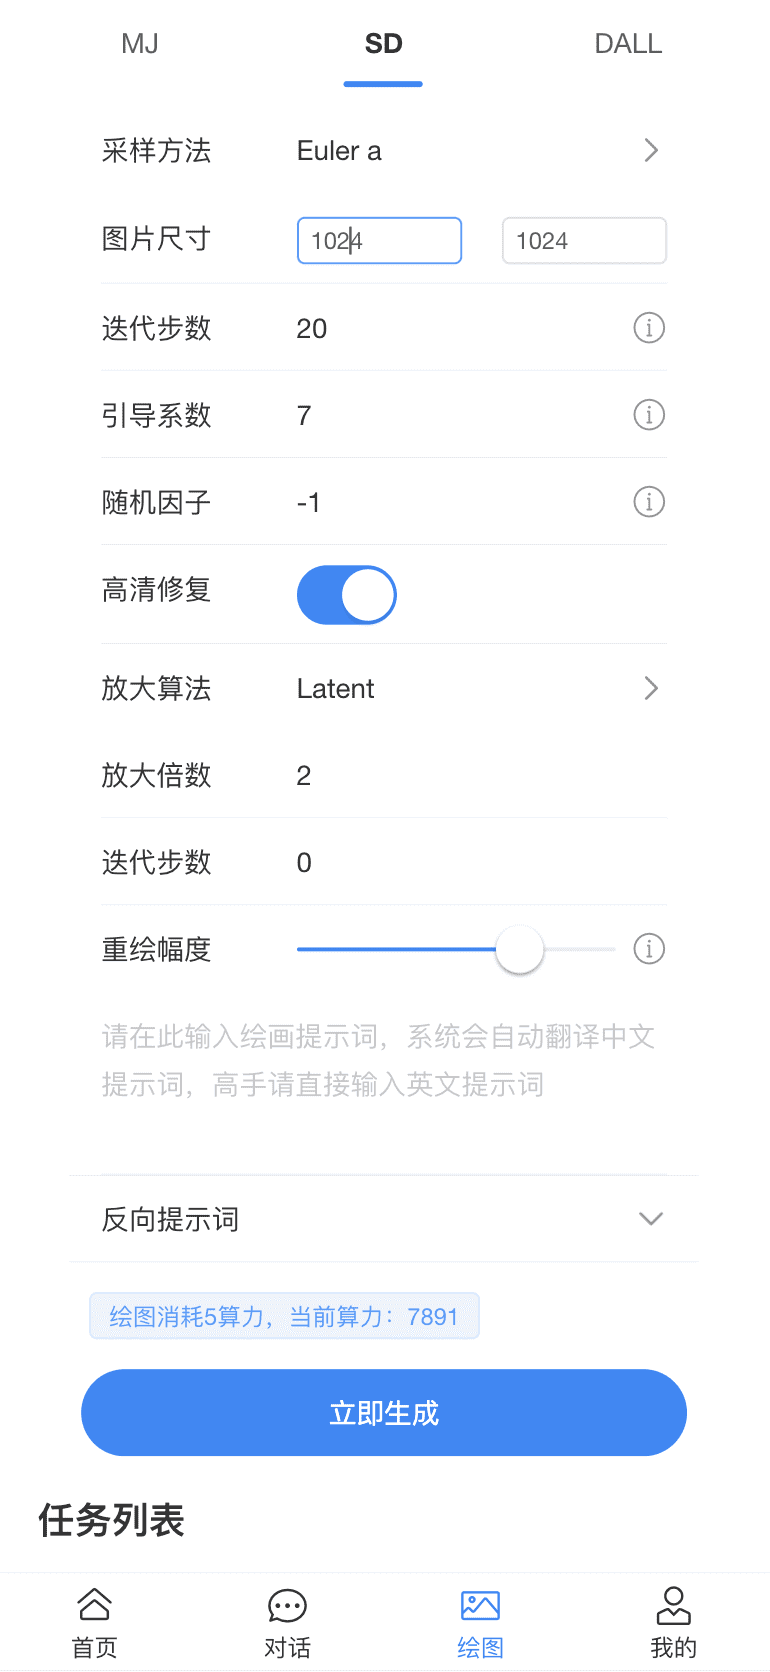 MJ SD DALL
采样方法 Euler a
图片尺寸 1024 1024
迭代步数 20
引导系数 7
随机因子 -1
高清修复
放大算法 Latent
放大倍数 2
迭代步数 0
重绘幅度
请在此输入绘画提示词，系统会自动翻译中文
提示词，高手请直接输入英文提示词
反向提示词
绘图消耗5算力，当前算力：7891
立即生成
任务列表
首页 对话 绘图 我的